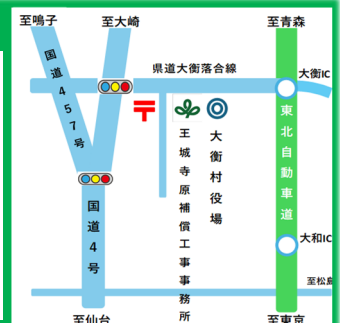 至鳴子
至大崎
至青森
国道457号
県道大衡落合線
大衡IC
東北自動車道
大衡村役場
王城寺原補償工事事務所
国道4号
大和IC
至松島
至仙台
至東京